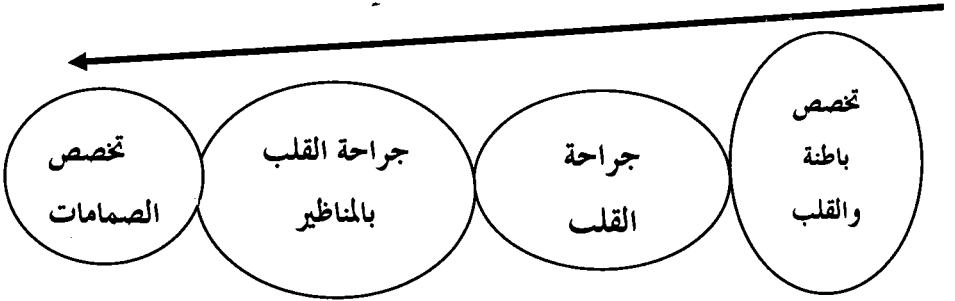 تخصص
باطنة
والقلب
جراحة
القلب
جراحة القلب
بالمناظير
تخصص
الصمامات